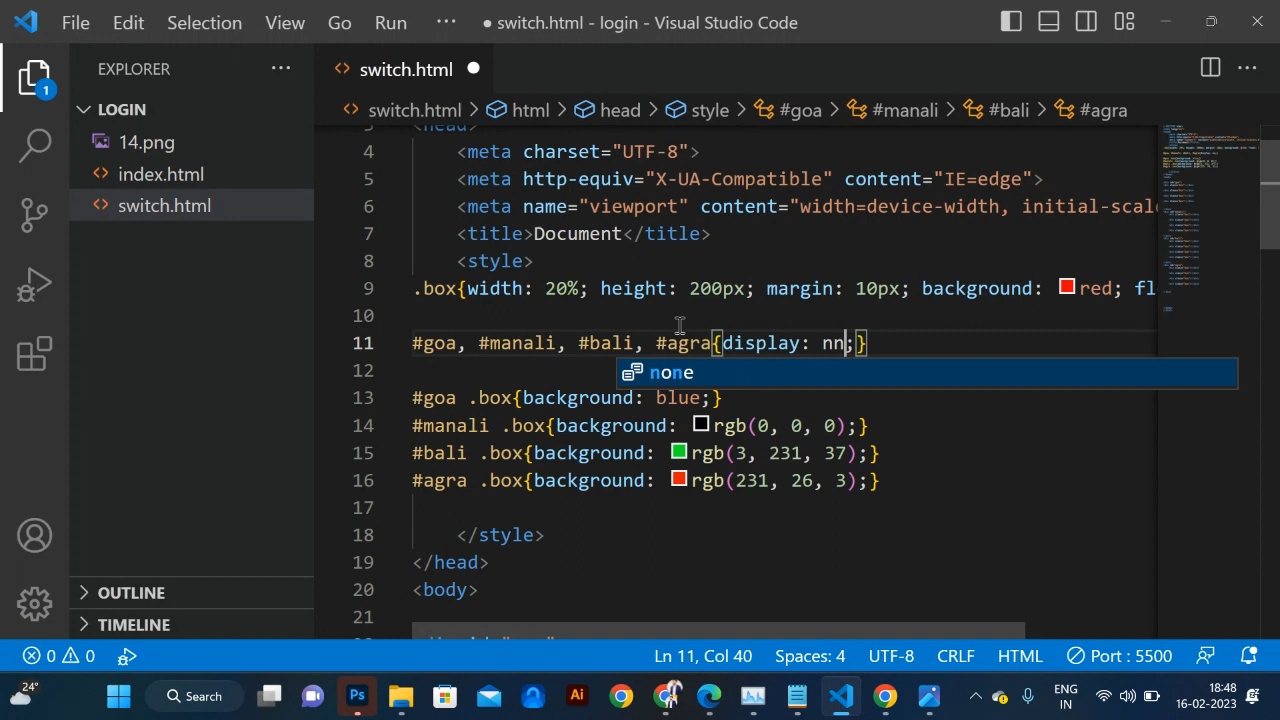 File Edit Selection View Go Run ··· ● switch.html - login - Visual Studio Code
EXPLORER ···
switch.html ●
LOGIN
14.png
index.html
switch.html
OUTLINE
TIMELINE
1
<> switch.html > html > head > style > #goa > #manali > #bali > #agra
<head>
4 <meta charset="UTF-8">
5 <meta http-equiv="X-UA-Compatible" content="IE=edge">
6 <meta name="viewport" content="width=device-width, initial-scale
7 <title>Document</title>
8 <style>
9 .box{width: 20%; height: 200px; margin: 10px; background: red; fl
10
11 #goa, #manali, #bali, #agra{display: nn;}
none
12
13 #goa .box{background: blue;}
14 #manali .box{background: rgb(0, 0, 0);}
15 #bali .box{background: rgb(3, 231, 37);}
16 #agra .box{background: rgb(231, 26, 3);}
17
18 </style>
19 </head>
20 <body>
21
0 0 Ln 11, Col 40 Spaces: 4 UTF-8 CRLF HTML Port : 5500
24° Search Ps Ai ENG IN 18:48 16-02-2023